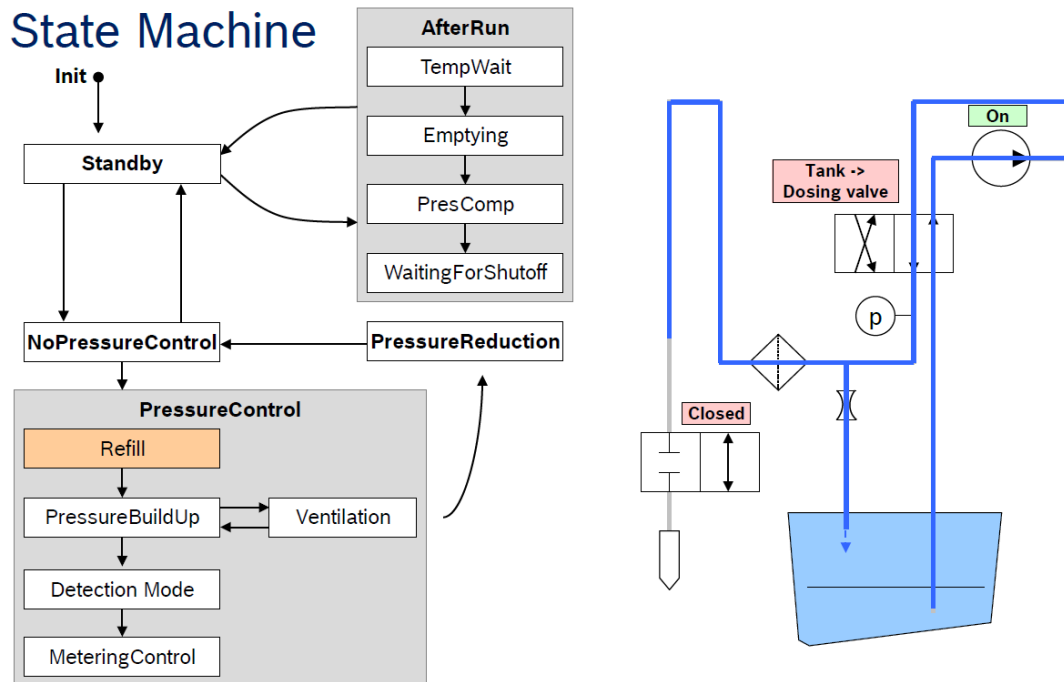 State Machine
Init
Standby
AfterRun
TempWait
Emptying
PresComp
WaitingForShutoff
NoPressureControl
PressureReduction
PressureControl
Refill
PressureBuildUp
Ventilation
Detection Mode
MeteringControl
On
Tank ->
Dosing valve
p
Closed